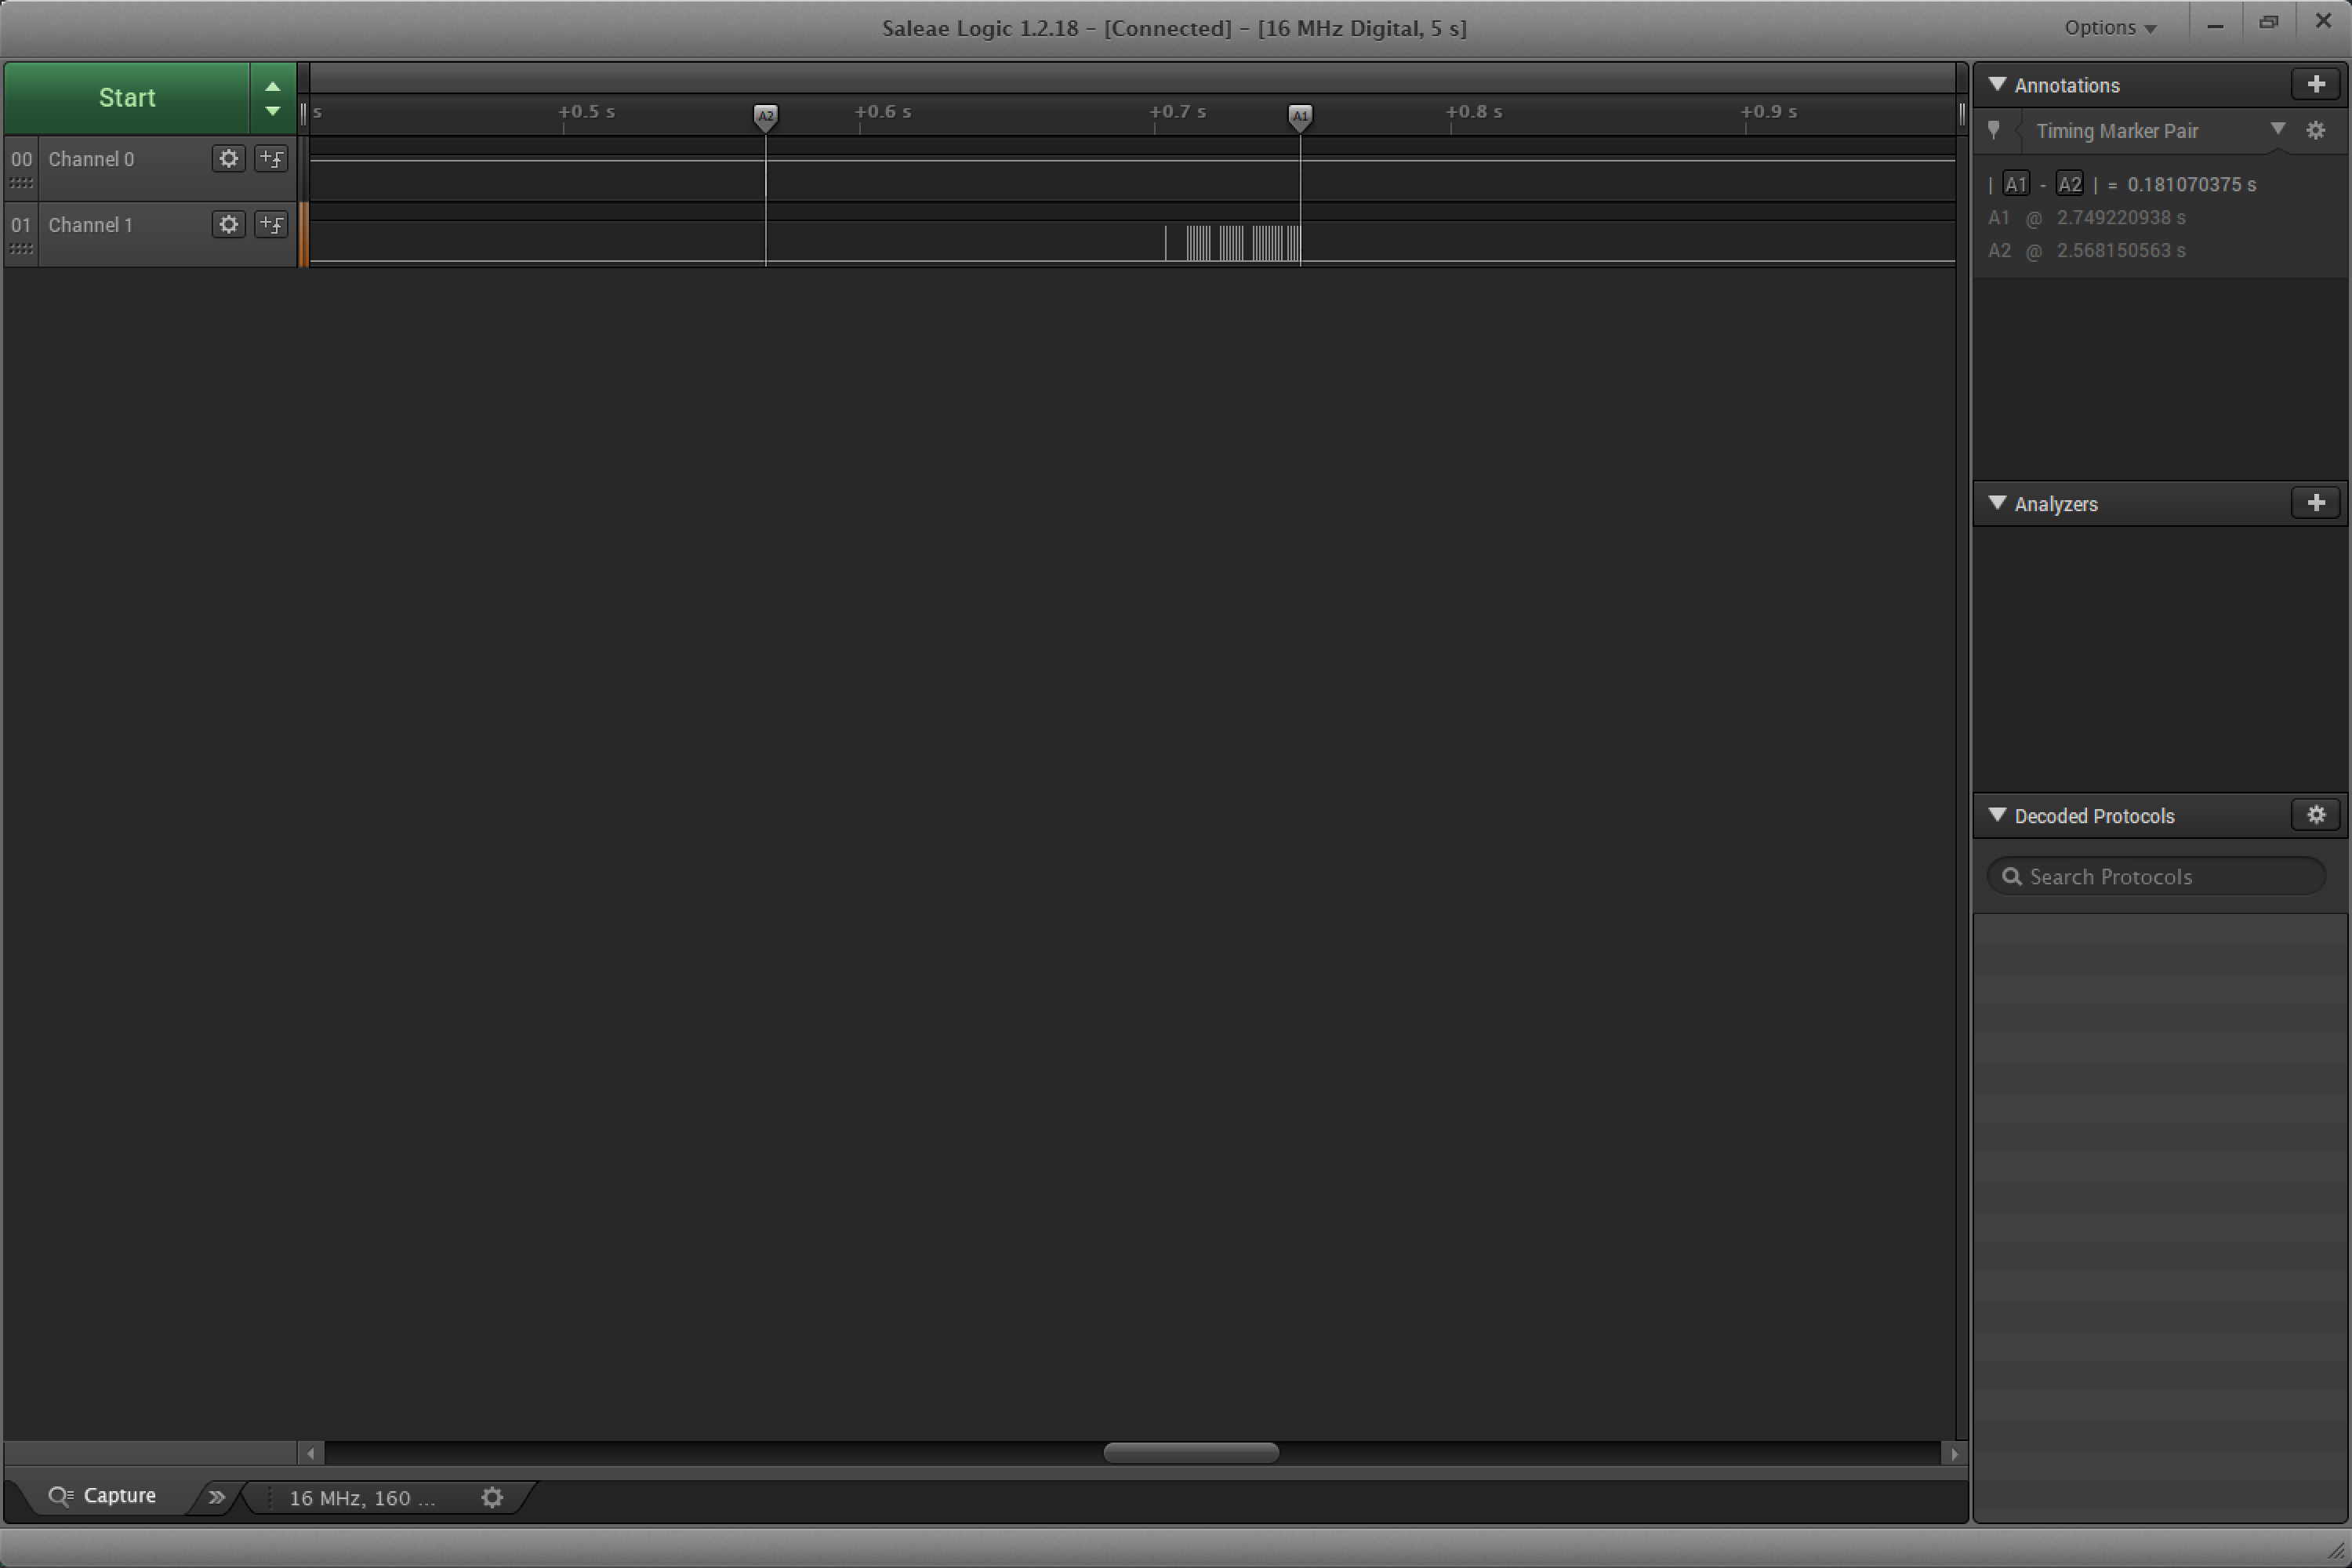 Saleae Logic 1.2.18 - [Connected] - [16 MHz Digital, 5 s]
Options
Start
s +0.5 s +0.6 s +0.7 s +0.8 s +0.9 s
A2 A1
00 Channel 0
01 Channel 1
Annotations
Timing Marker Pair
| A1 - A2 | = 0.181070375 s
A1 @ 2.749220938 s
A2 @ 2.568150563 s
Analyzers
Decoded Protocols
Search Protocols
Capture
16 MHz, 160 ...